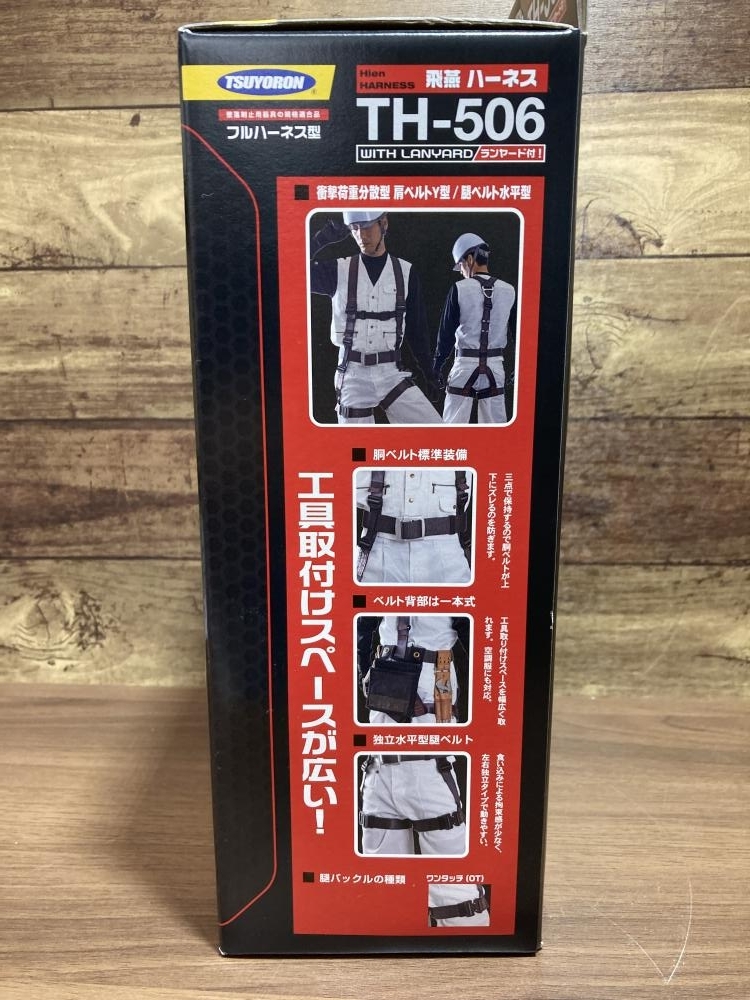 TSUYORON
墜落制止用器具の規格適合品
フルハーネス型
Hien
HARNESS
飛燕 ハーネス
TH-506
WITH LANYARD/ランヤード付!
■ 衝撃荷重分散型 肩ベルトY型 / 腿ベルト水平型
工具取付けスペースが広い!
■ 胴ベルト標準装備
三点で保持するので胴ベルトが上
下にズレるのを防ぎます。
■ ベルト背部は一本式
工具取り付けスペースを幅広く取
れます。空調服にも対応。
■ 独立水平型腿ベルト
食い込みによる拘束感が少なく、
左右独立タイプで動きやすい。
■ 腿バックルの種類
ワンタッチ(OT)